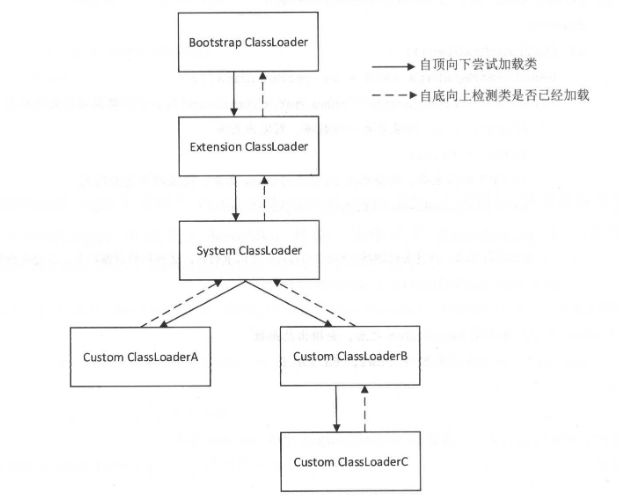 Bootstrap ClassLoader
自顶向下尝试加载类
自底向上检测类是否已经加载
Extension ClassLoader
System ClassLoader
Custom ClassLoaderA
Custom ClassLoaderB
Custom ClassLoaderC